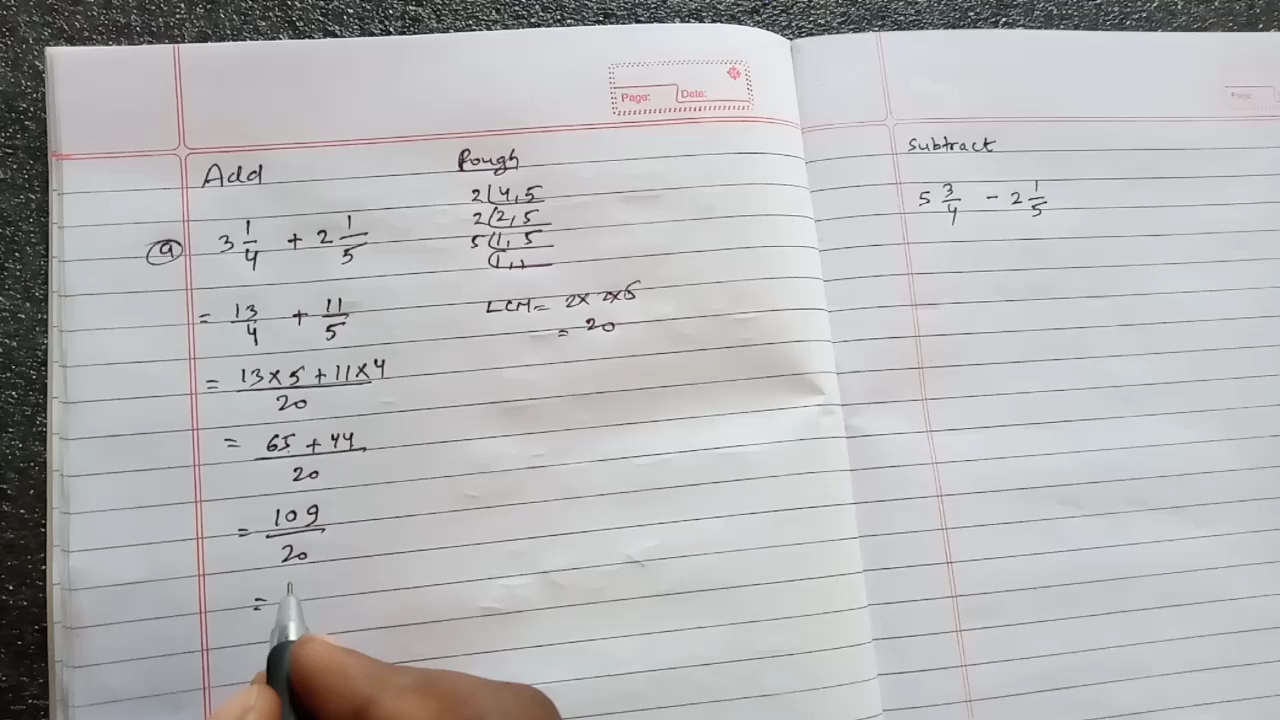 Page: Date:
Add
ⓐ 3 1/4 + 2 1/5
= 13/4 + 11/5
= 13×5+11×4/20
= 65+44/20
= 109/20
=
Rough
2 4, 5
2 2, 5
5 1, 5
1, 1
LCM = 2×2×5
= 20
Page:
Subtract
5 3/4 - 2 1/5